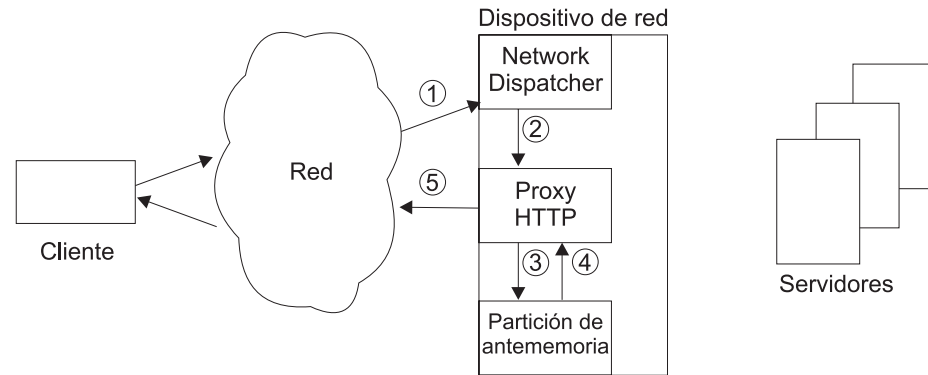 Dispositivo de red
Network
Dispatcher
1
2
Red
5
Proxy
HTTP
Cliente
3
4
Servidores
Partición de
antememoria